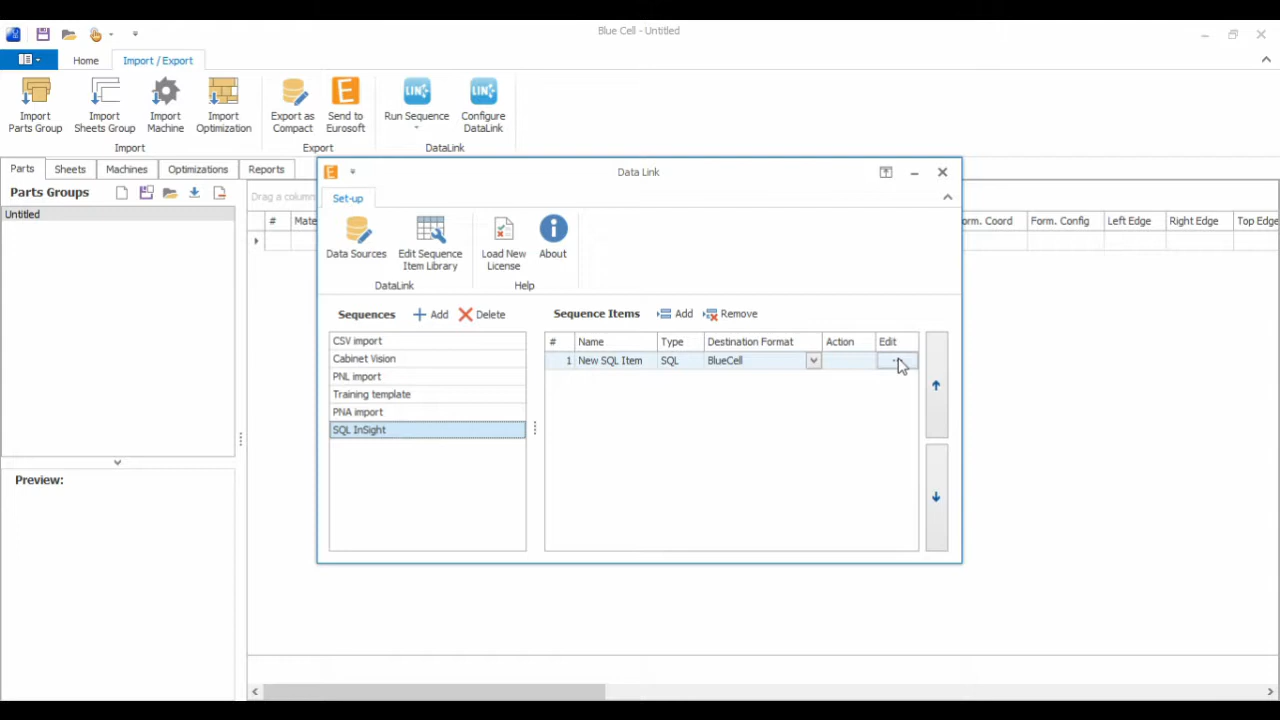 Blue Cell - Untitled
Home
Import / Export
Import
Parts Group
Import
Sheets Group
Import
Machine
Import
Optimization
Import
Export as
Compact
Send to
Eurosoft
Export
LINK
Run Sequence
LINK
Configure
DataLink
DataLink
Parts
Sheets
Machines
Optimizations
Reports
Parts Groups
Untitled
Preview:
Drag a column
#
Mate
orm. Coord
Form. Config
Left Edge
Right Edge
Top Edge
Data Link
Set-up
Data Sources
Edit Sequence
Item Library
DataLink
Load New
License
About
Help
Sequences
Add
Delete
CSV import
Cabinet Vision
PNL import
Training template
PNA import
SQL InSight
Sequence Items
Add
Remove
# Name Type Destination Format Action Edit
1 New SQL Item SQL BlueCell